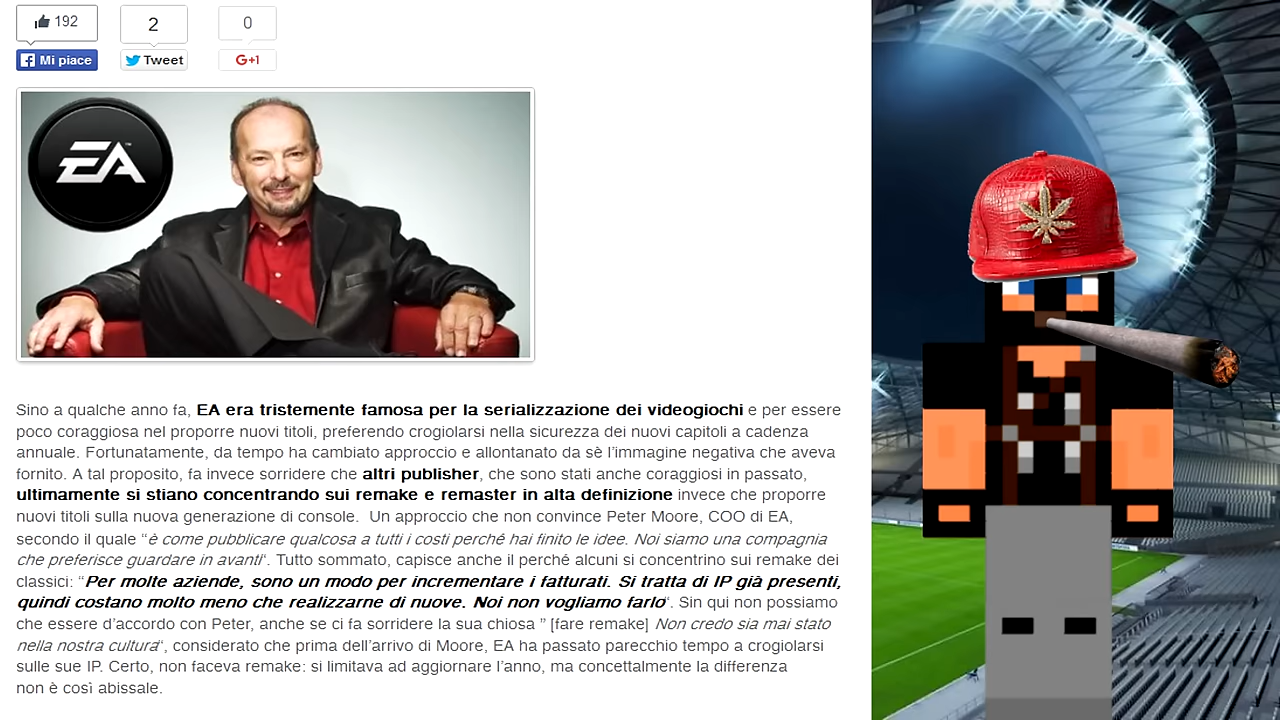 192
2
0
Mi piace
Tweet
G+1
EA™
Sino a qualche anno fa, EA era tristemente famosa per la serializzazione dei videogiochi e per essere
poco coraggiosa nel proporre nuovi titoli, preferendo crogiolarsi nella sicurezza dei nuovi capitoli a cadenza
annuale. Fortunatamente, da tempo ha cambiato approccio e allontanato da sè l’immagine negativa che aveva
fornito. A tal proposito, fa invece sorridere che altri publisher, che sono stati anche coraggiosi in passato,
ultimamente si stiano concentrando sui remake e remaster in alta definizione invece che proporre
nuovi titoli sulla nuova generazione di console.  Un approccio che non convince Peter Moore, COO di EA,
secondo il quale “è come pubblicare qualcosa a tutti i costi perché hai finito le idee. Noi siamo una compagnia
che preferisce guardare in avanti“. Tutto sommato, capisce anche il perché alcuni si concentrino sui remake dei
classici: “Per molte aziende, sono un modo per incrementare i fatturati. Si tratta di IP già presenti,
quindi costano molto meno che realizzarne di nuove. Noi non vogliamo farlo“. Sin qui non possiamo
che essere d’accordo con Peter, anche se ci fa sorridere la sua chiosa ” [fare remake] Non credo sia mai stato
nella nostra cultura“, considerato che prima dell’arrivo di Moore, EA ha passato parecchio tempo a crogiolarsi
sulle sue IP. Certo, non faceva remake: si limitava ad aggiornare l’anno, ma concettalmente la differenza
non è così abissale.